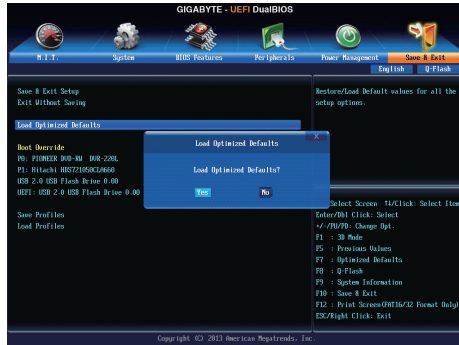 GIGABYTE - UEFI DualBIOS
M.I.T. System BIOS Features Peripherals Power Management Save & Exit
English Q-Flash
Save & Exit Setup
Exit Without Saving
Load Optimized Defaults
Boot Override
P0: PIONEER DVD-RW DVR-220L
P1: Hitachi HDS721050CLA660
USB 2.0 USB Flash Drive 0.00
UEFI: USB 2.0 USB Flash Drive 0.00
Save Profiles
Load Profiles
Load Optimized Defaults
X
Load Optimized Defaults?
Yes No
Restore/Load Default values for all the
setup options.
Select Screen ↑↓/Click: Select Item
Enter/Dbl Click: Select
+/-/PU/PD: Change Opt.
F1 : 3D Mode
F5 : Previous Values
F7 : Optimized Defaults
F8 : Q-Flash
F9 : System Information
F10 : Save & Exit
F12 : Print Screen(FAT16/32 Format Only)
ESC/Right Click: Exit
Copyright (C) 2013 American Megatrends, Inc.